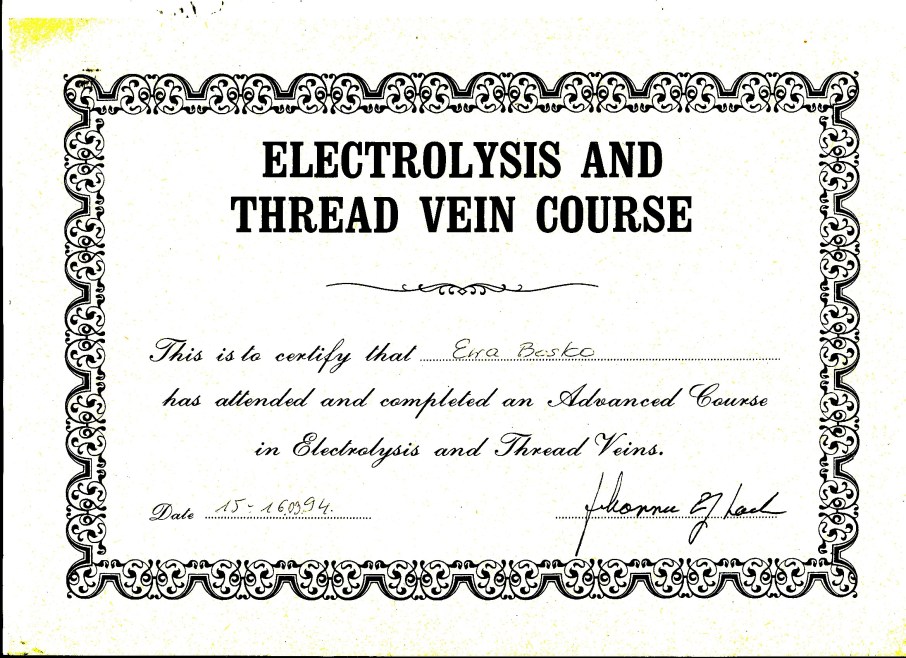 ELECTROLYSIS AND
THREAD VEIN COURSE
This is to certify that Ewa Besko
has attended and completed an Advanced Course
in Electrolysis and Thread Veins.
Date 15-16.03.94.